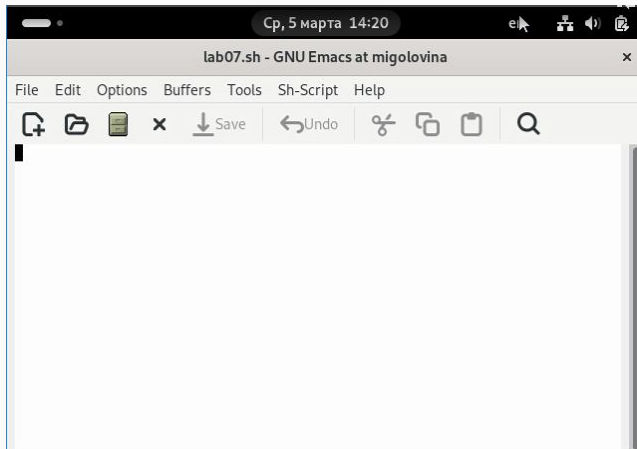 Ср, 5 марта 14:20
lab07.sh - GNU Emacs at migolovina
File Edit Options Buffers Tools Sh-Script Help
Save Undo